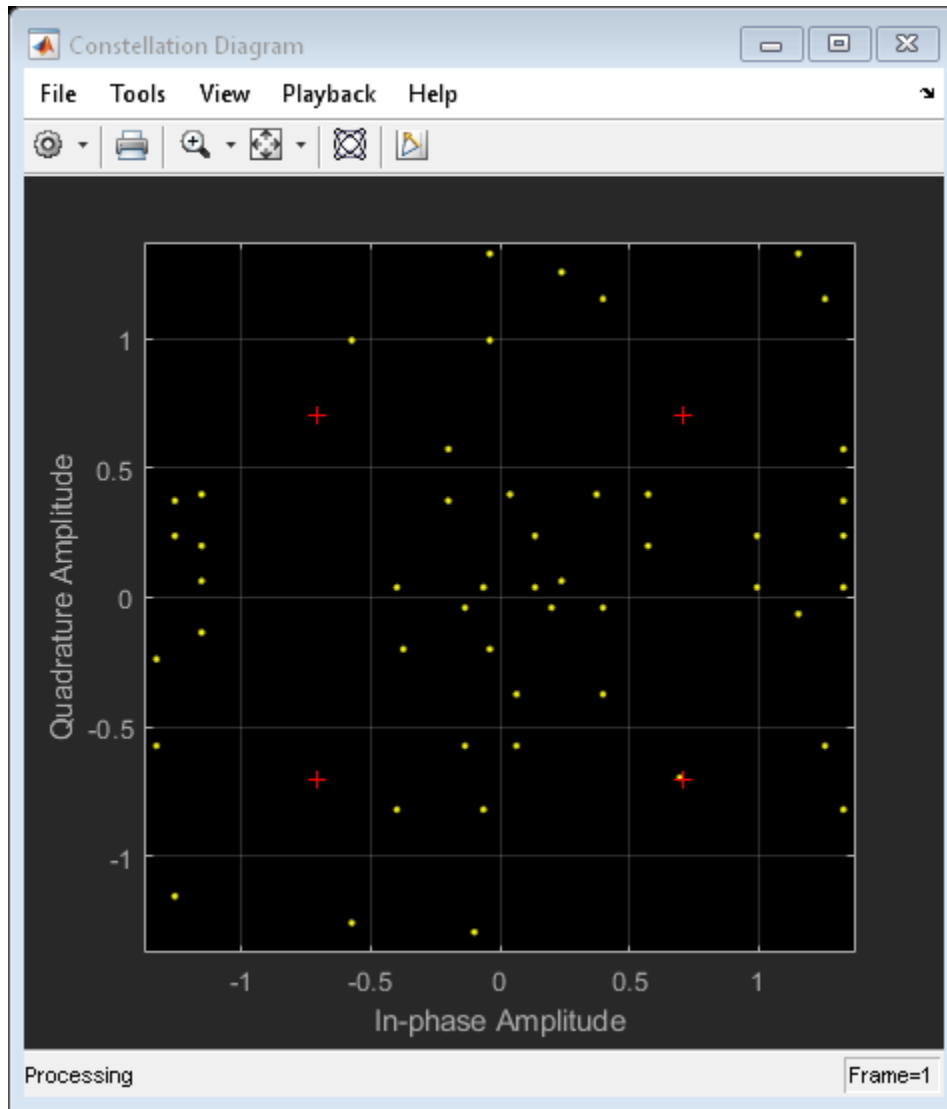 Constellation Diagram
File Tools View Playback Help
1
0.5
0
-0.5
-1
Quadrature Amplitude
-1 -0.5 0 0.5 1
In-phase Amplitude
Processing Frame=1